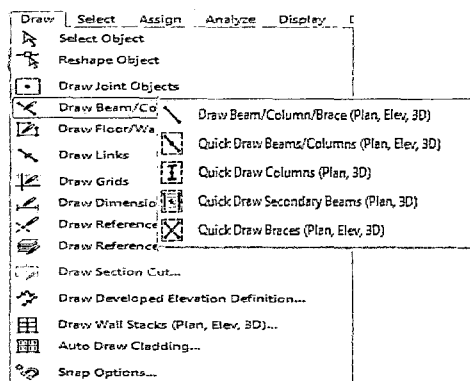 Draw Select Assign Analyze Display
Select Object
Reshape Object
Draw Joint Objects
Draw Beam/Co
Draw Floor/Wa
Draw Links
Draw Grids
Draw Dimensio
Draw Reference
Draw Reference
Draw Section Cut...
Draw Developed Elevation Definition...
Draw Wall Stacks (Plan, Elev, 3D)...
Auto Draw Cladding...
Snap Options...
Draw Beam/Column/Brace (Plan, Elev, 3D)
Quick Draw Beams/Columns (Plan, Elev, 3D)
Quick Draw Columns (Plan, 3D)
Quick Draw Secondary Beams (Plan, 3D)
Quick Draw Braces (Plan, Elev, 3D)